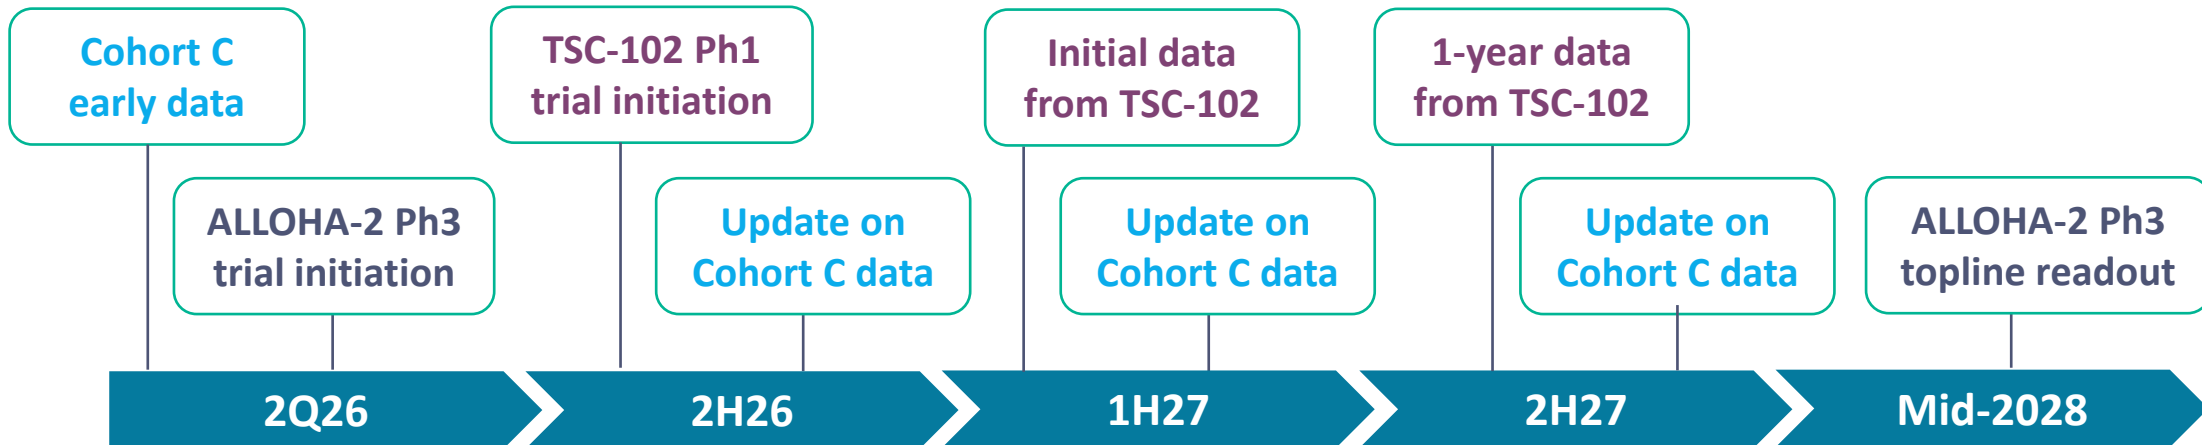 Cohort C
early data
TSC-102 Ph1
trial initiation
Initial data
from TSC-102
1-year data
from TSC-102
ALLOHA-2 Ph3
trial initiation
Update on
Cohort C data
Update on
Cohort C data
Update on
Cohort C data
ALLOHA-2 Ph3
topline readout
2Q26
2H26
1H27
2H27
Mid-2028